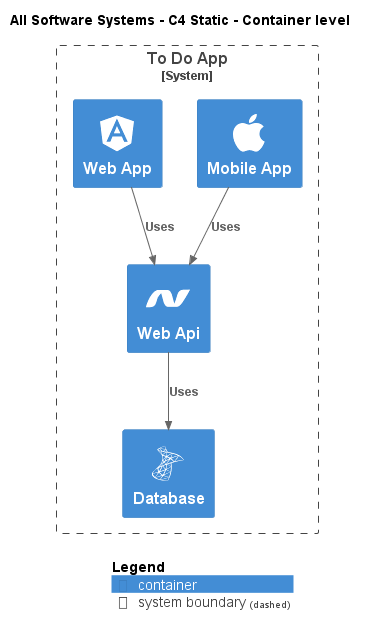 All Software Systems - C4 Static - Container level
To Do App
[System]
Web App
Mobile App
Uses
Uses
Web Api
Uses
Database
Legend
container
system boundary (dashed)